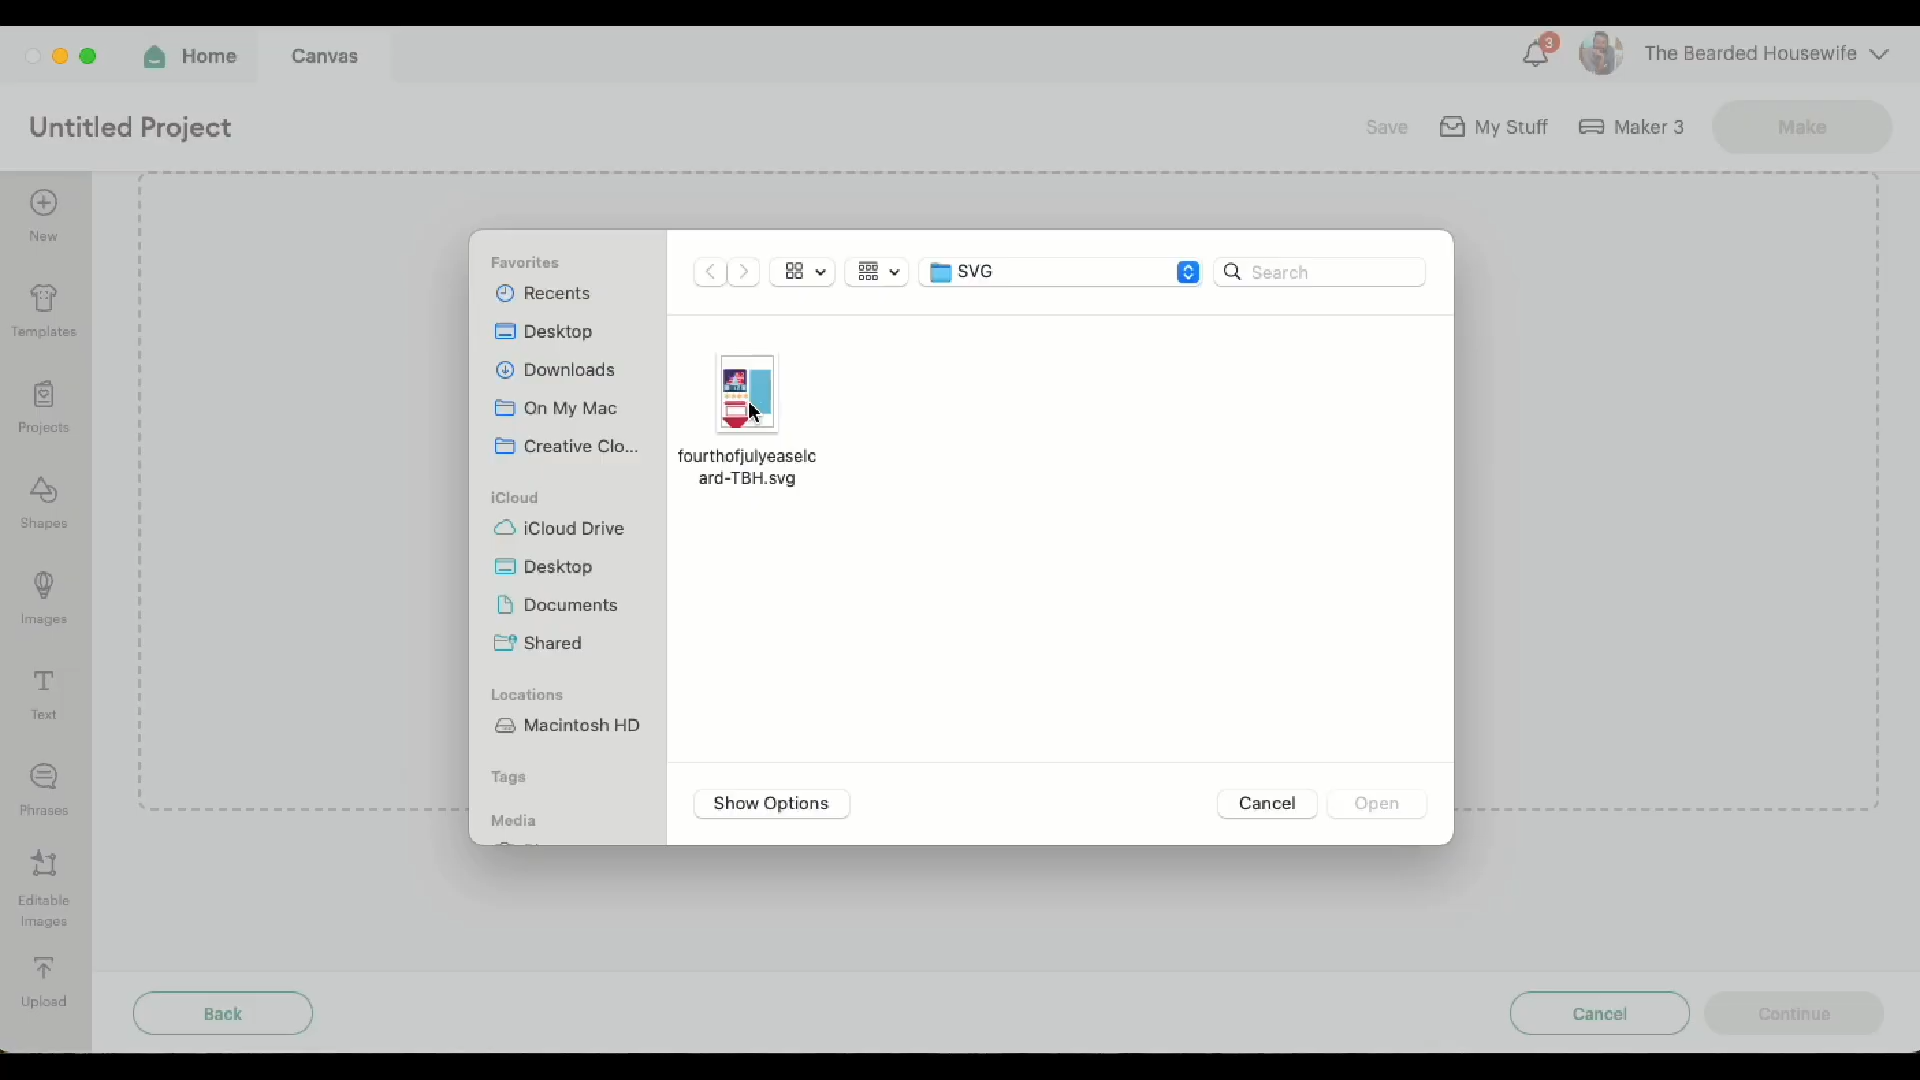 Home
Canvas
3
The Bearded Housewife
Untitled Project
Save
My Stuff
Maker 3
Make
New
Templates
Projects
Shapes
Images
Text
Phrases
Editable
Images
Upload
Favorites
Recents
Desktop
Downloads
On My Mac
Creative Clo...
iCloud
iCloud Drive
Desktop
Documents
Shared
Locations
Macintosh HD
Tags
Media
SVG
Search
fourthofjulyeaselc
ard-TBH.svg
Show Options
Cancel
Open
Back
Cancel
Continue